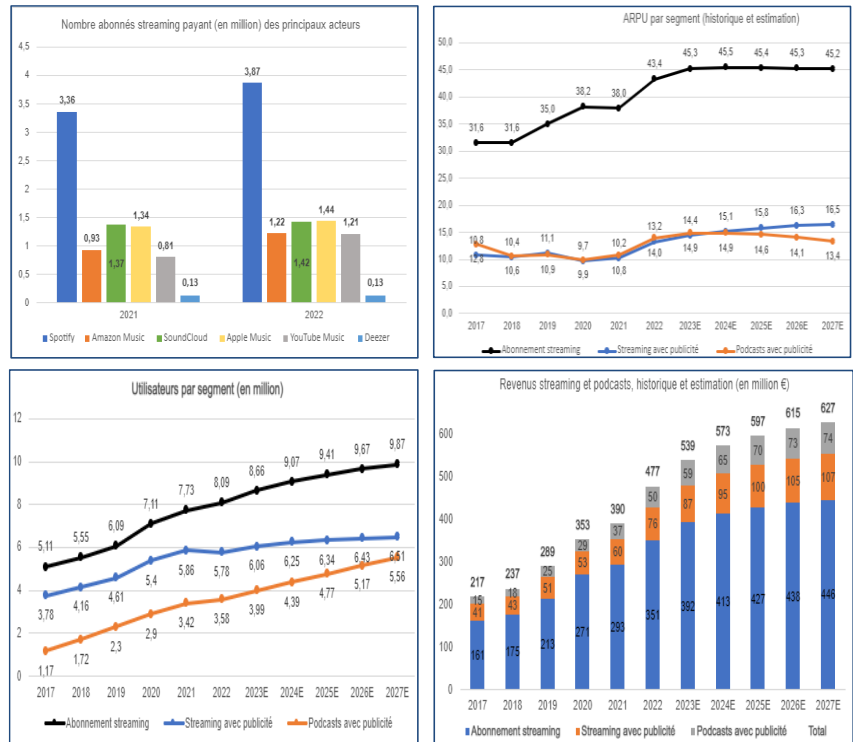 Nombre abonnés streaming payant (en million) des principaux acteurs
4,5
4
3,5
3
2,5
2
1,5
1
0,5
0
3,36
0,93
1,37
1,34
0,81
0,13
3,87
1,22
1,42
1,44
1,21
0,13
2021 2022
Spotify Amazon Music SoundCloud Apple Music YouTube Music Deezer
ARPU par segment (historique et estimation)
50,0
45,0
40,0
35,0
30,0
25,0
20,0
15,0
10,0
5,0
0,0
31,6 31,6 35,0 38,2 38,0 43,4 45,3 45,5 45,4 45,3 45,2
10,8 10,4 11,1 9,7 10,2 13,2 14,4 15,1 15,8 16,3 16,5
12,8 10,6 10,9 9,9 10,8 14,0 14,9 14,9 14,6 14,1 13,4
2017 2018 2019 2020 2021 2022 2023E 2024E 2025E 2026E 2027E
Abonnement streaming Streaming avec publicité Podcasts avec publicité
Utilisateurs par segment (en million)
12
10
8
6
4
2
0
5,11 5,55 6,09 7,11 7,73 8,09 8,66 9,07 9,41 9,67 9,87
3,78 4,16 4,61 5,4 5,86 5,78 6,06 6,25 6,34 6,43 6,51
1,17 1,72 2,3 2,9 3,42 3,58 3,99 4,39 4,77 5,17 5,56
2017 2018 2019 2020 2021 2022 2023E 2024E 2025E 2026E 2027E
Abonnement streaming Streaming avec publicité Podcasts avec publicité
Revenus streaming et podcasts, historique et estimation (en million €)
600
500
400
300
200
100
0
217 237 289 353 390 477 539 573 597 615 627
15 18 25 29 37 50 59 65 70 73 74
41 43 51 53 60 76 87 95 100 105 107
161 175 213 271 293 351 392 413 427 438 446
2017 2018 2019 2020 2021 2022 2023E 2024E 2025E 2026E 2027E
Abonnement streaming Streaming avec publicité Podcasts avec publicité Total